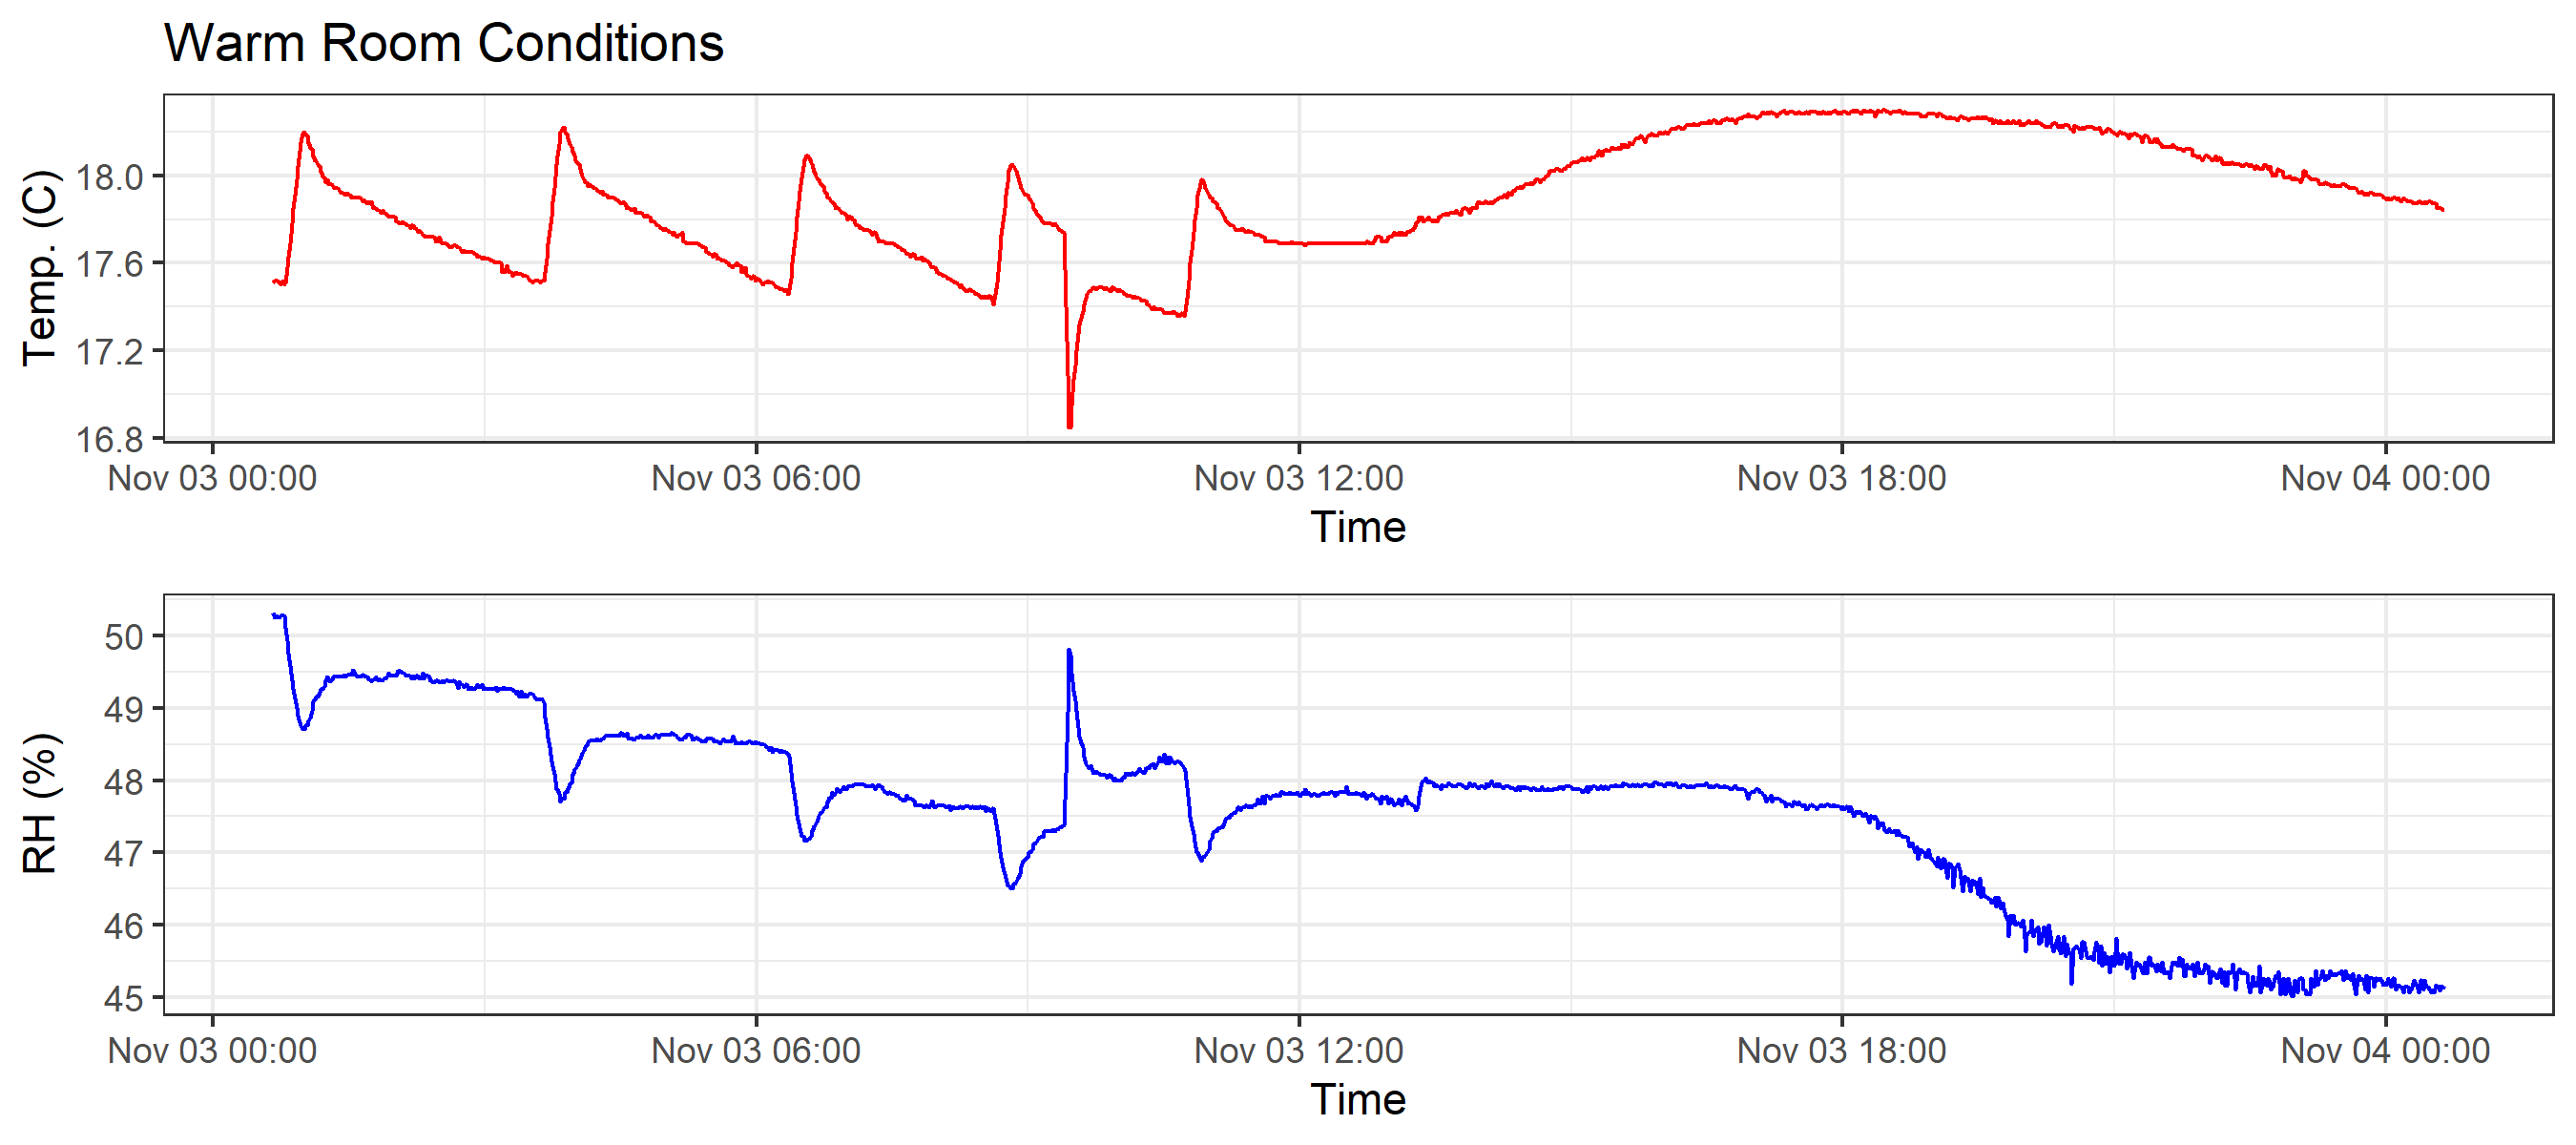 Warm Room Conditions
Temp. (C)
18.0
17.6
17.2
16.8
Nov 03 00:00 Nov 03 06:00 Nov 03 12:00 Nov 03 18:00 Nov 04 00:00
Time
RH (%)
50
49
48
47
46
45
Nov 03 00:00 Nov 03 06:00 Nov 03 12:00 Nov 03 18:00 Nov 04 00:00
Time